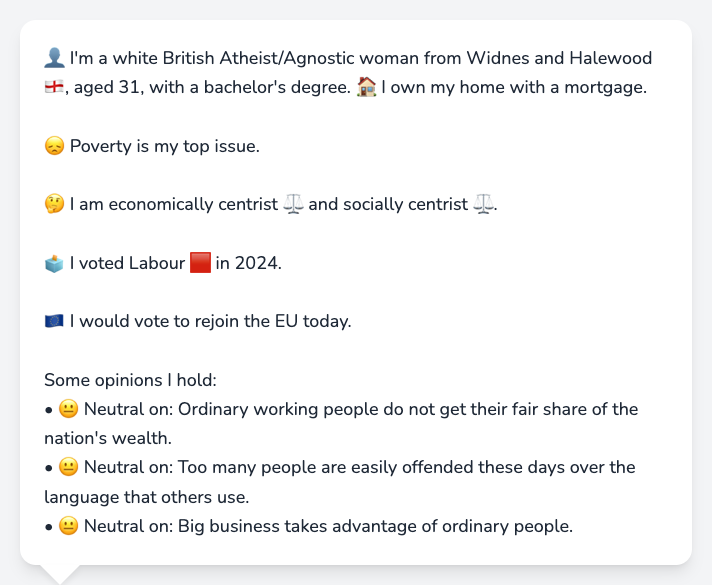 👤 I'm a white British Atheist/Agnostic woman from Widnes and Halewood
🏴󠁧󠁢󠁥󠁮󠁧󠁿, aged 31, with a bachelor's degree. 🏠 I own my home with a mortgage.
😞 Poverty is my top issue.
🤔 I am economically centrist ⚖️ and socially centrist ⚖️.
🗳️ I voted Labour 🟥 in 2024.
🇪🇺 I would vote to rejoin the EU today.
Some opinions I hold:
• 😐 Neutral on: Ordinary working people do not get their fair share of the
nation's wealth.
• 😐 Neutral on: Too many people are easily offended these days over the
language that others use.
• 😐 Neutral on: Big business takes advantage of ordinary people.